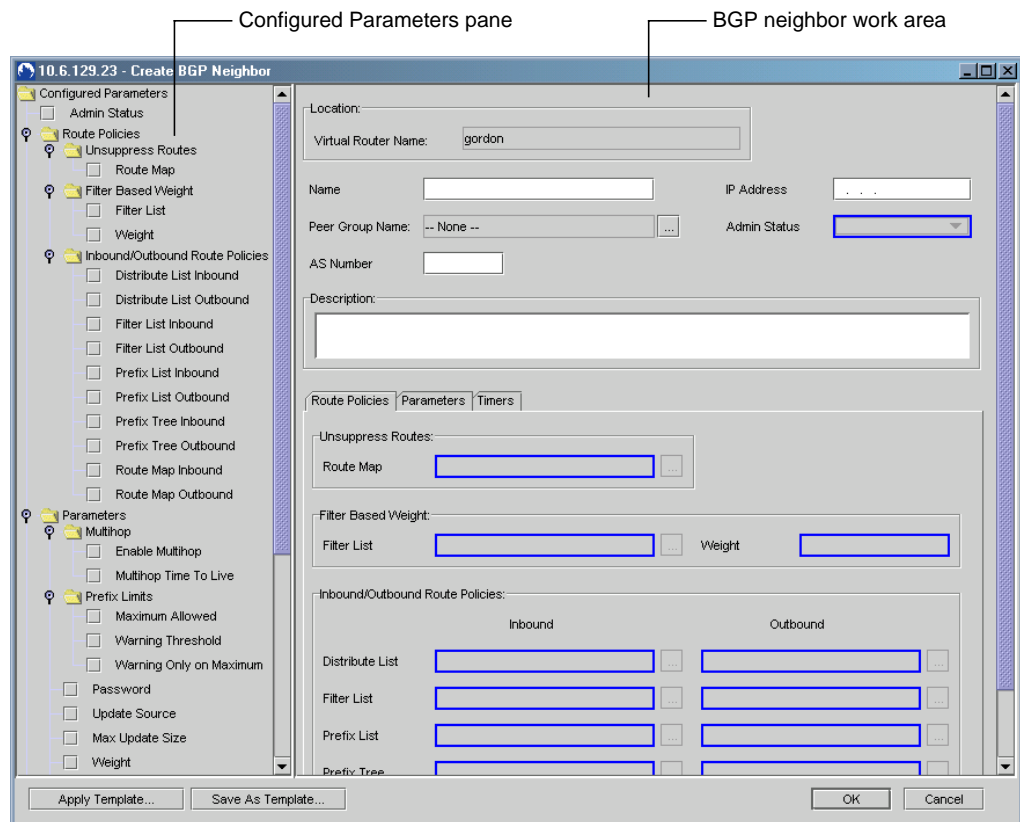 Configured Parameters pane
BGP neighbor work area
10.6.129.23 - Create BGP Neighbor
Configured Parameters
Admin Status
Route Policies
Unsuppress Routes
Route Map
Filter Based Weight
Filter List
Weight
Inbound/Outbound Route Policies
Distribute List Inbound
Distribute List Outbound
Filter List Inbound
Filter List Outbound
Prefix List Inbound
Prefix List Outbound
Prefix Tree Inbound
Prefix Tree Outbound
Route Map Inbound
Route Map Outbound
Parameters
Multihop
Enable Multihop
Multihop Time To Live
Prefix Limits
Maximum Allowed
Warning Threshold
Warning Only on Maximum
Password
Update Source
Max Update Size
Weight
Location:
Virtual Router Name: gordon
Name IP Address . . .
Peer Group Name: -- None -- ... Admin Status
AS Number
Description:
Route Policies Parameters Timers
Unsuppress Routes:
Route Map ...
Filter Based Weight:
Filter List ... Weight
Inbound/Outbound Route Policies:
Inbound Outbound
Distribute List ... ...
Filter List ... ...
Prefix List ... ...
Prefix Tree
Apply Template... Save As Template... OK Cancel